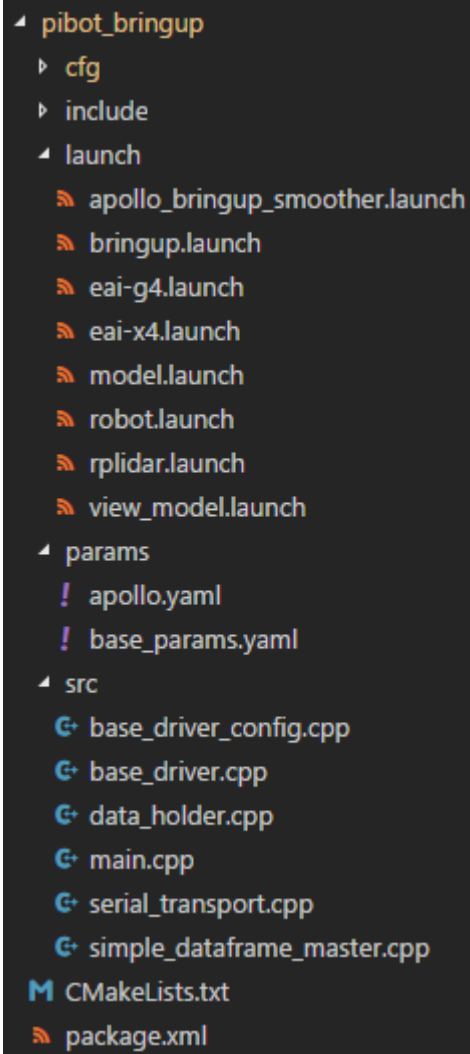 pibot_bringup
cfg
include
launch
apollo_bringup_smoother.launch
bringup.launch
eai-g4.launch
eai-x4.launch
model.launch
robot.launch
rplidar.launch
view_model.launch
params
! apollo.yaml
! base_params.yaml
src
base_driver_config.cpp
base_driver.cpp
data_holder.cpp
main.cpp
serial_transport.cpp
simple_dataframe_master.cpp
M CMakeLists.txt
package.xml